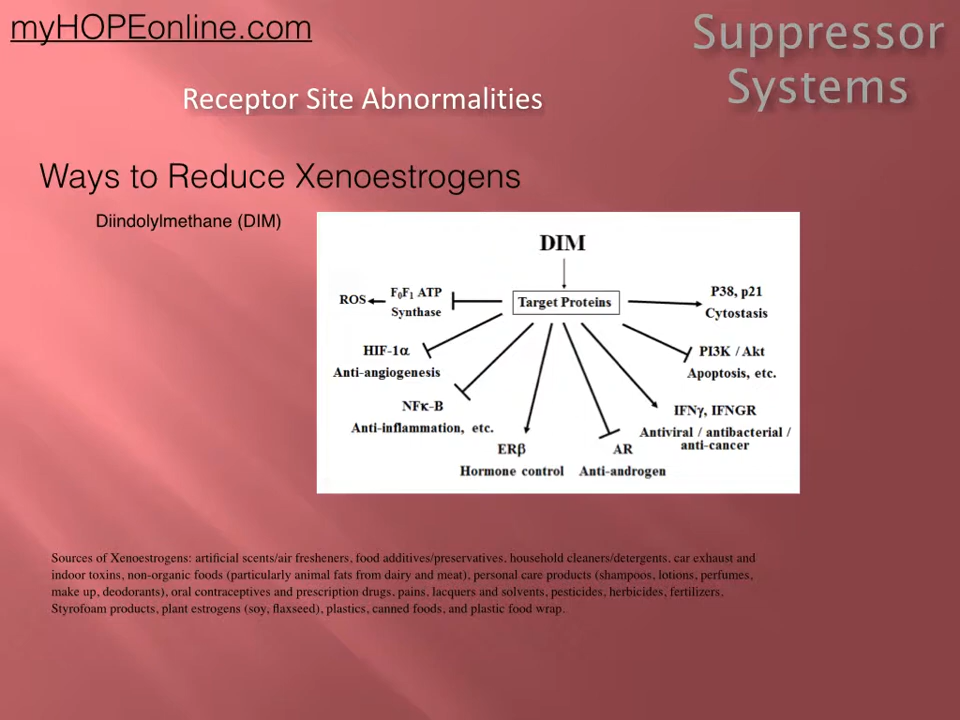 myHOPEonline.com
Suppressor
Systems
Receptor Site Abnormalities
Ways to Reduce Xenoestrogens
Diindolylmethane (DIM)
DIM
Target Proteins
ROS
F₀F₁ ATP
Synthase
P38, p21
Cytostasis
HIF-1α
Anti-angiogenesis
PI3K / Akt
Apoptosis, etc.
NFκ-B
Anti-inflammation, etc.
IFNγ, IFNGR
Antiviral / antibacterial /
anti-cancer
ERβ
Hormone control
AR
Anti-androgen
Sources of Xenoestrogens: artificial scents/air fresheners, food additives/preservatives, household cleaners/detergents, car exhaust and
indoor toxins, non-organic foods (particularly animal fats from dairy and meat), personal care products (shampoos, lotions, perfumes,
make up, deodorants), oral contraceptives and prescription drugs, pains, lacquers and solvents, pesticides, herbicides, fertilizers,
Styrofoam products, plant estrogens (soy, flaxseed), plastics, canned foods, and plastic food wrap.